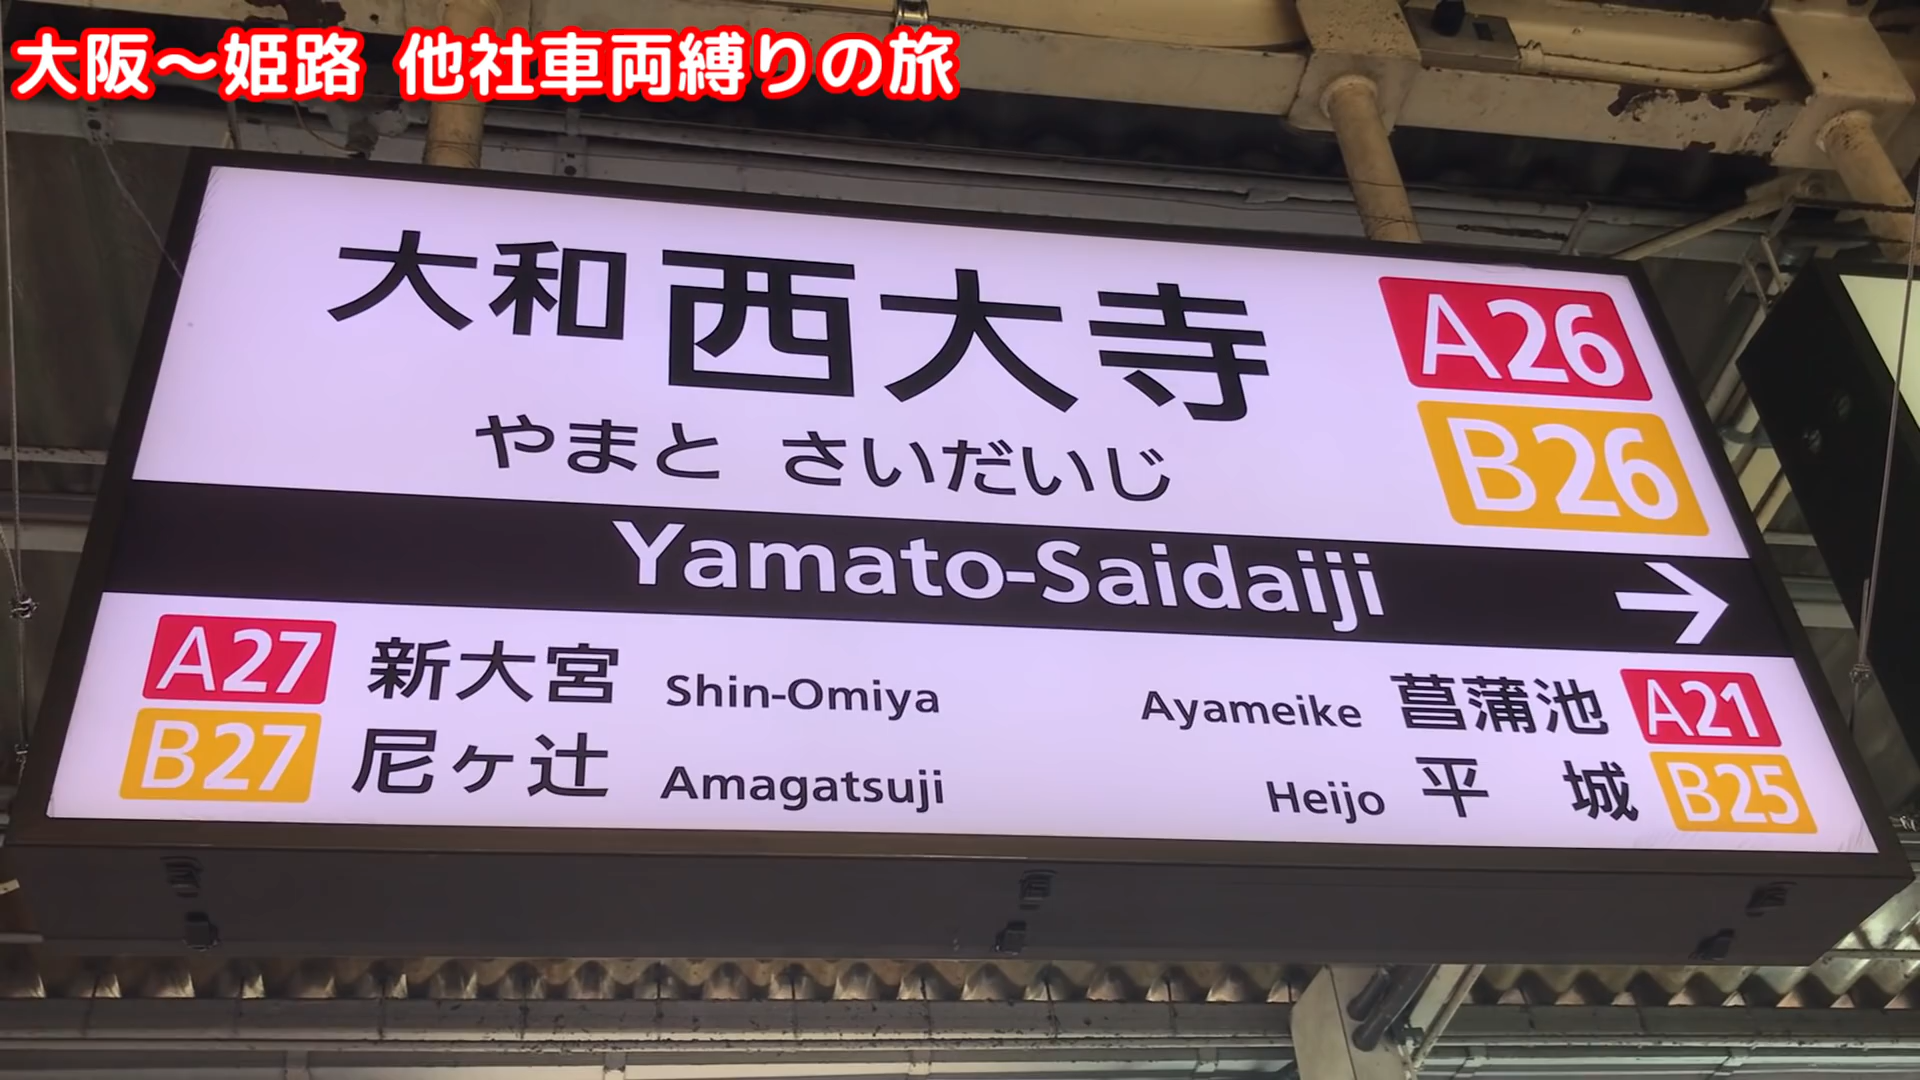 大阪～姫路 他社車両縛りの旅
大和西大寺
A26
やまと さいだいじ
B26
Yamato-Saidaiji →
A27 新大宮 Shin-Omiya
Ayameike 菖蒲池 A21
B27 尼ヶ辻 Amagatsuji
Heijo 平 城 B25